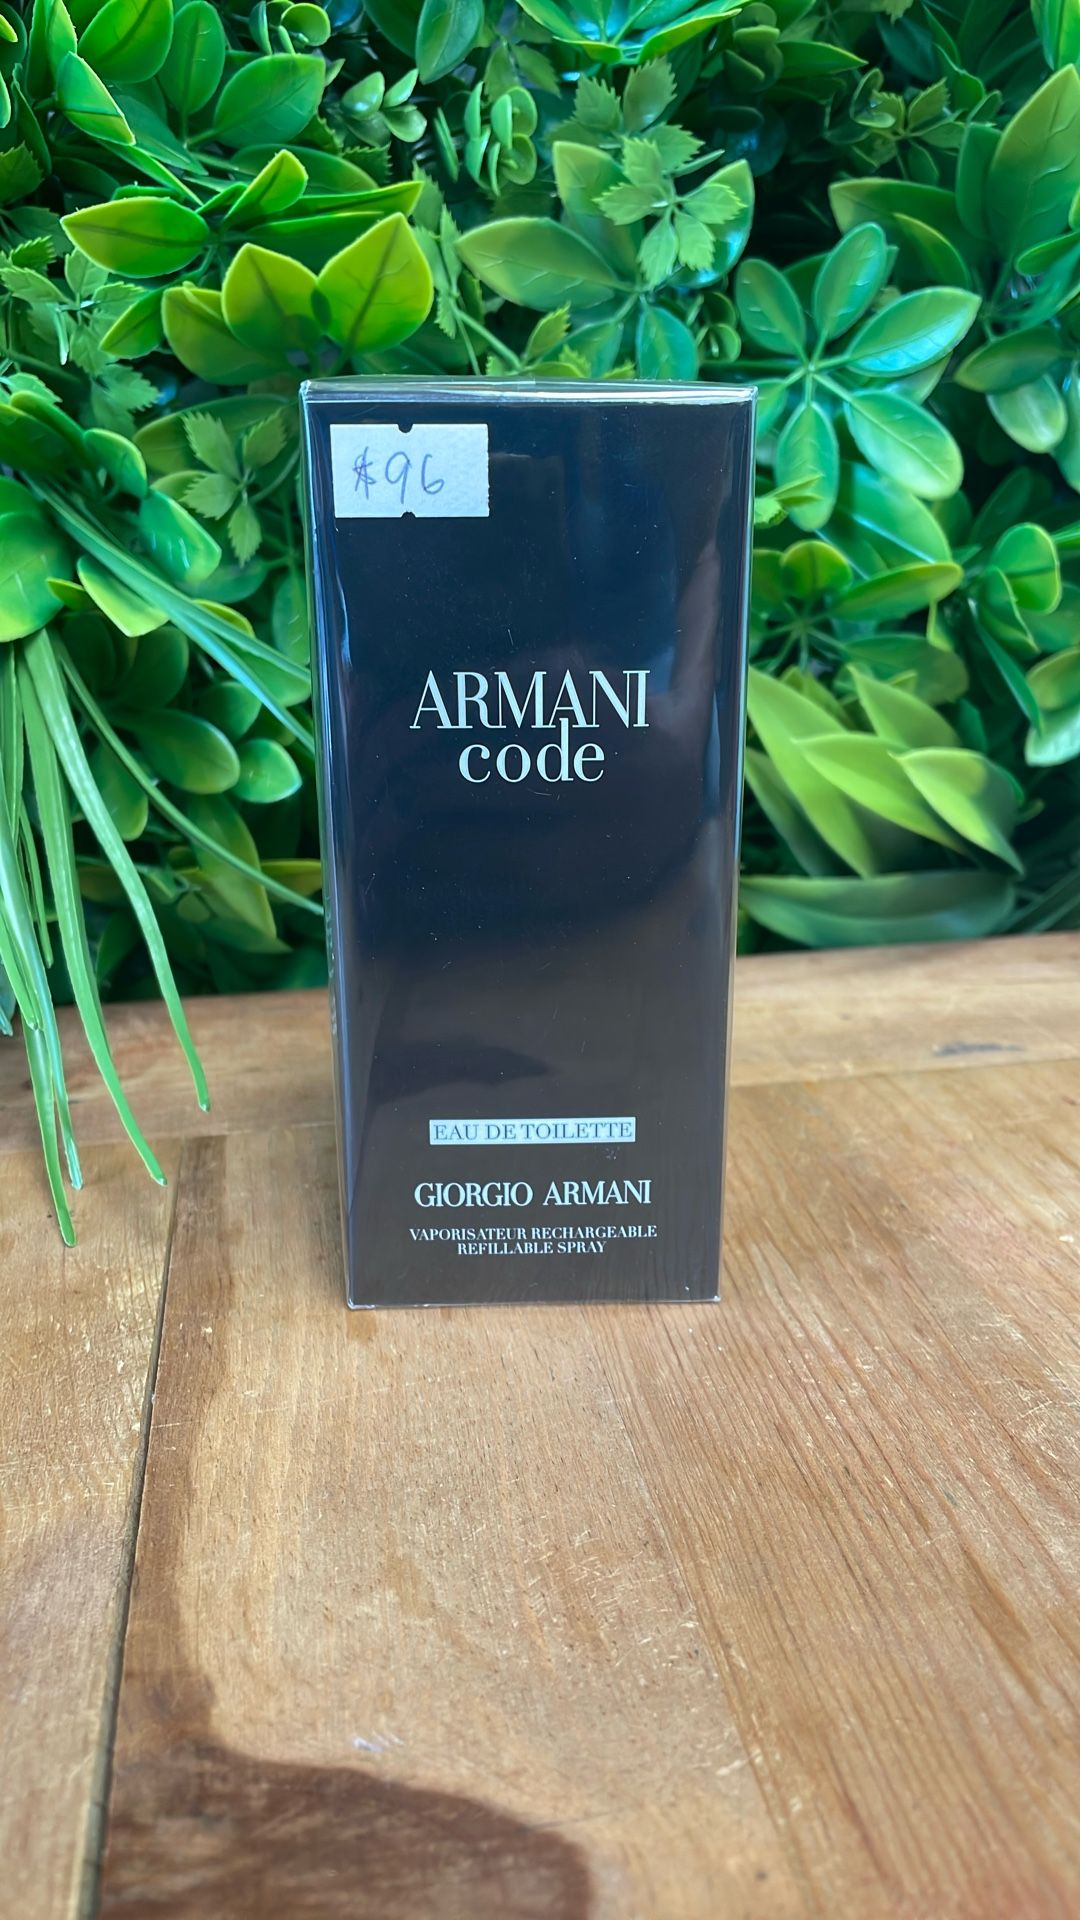 $96
ARMANI
code
EAU DE TOILETTE
GIORGIO ARMANI
VAPORISATEUR RECHARGEABLE
REFILLABLE SPRAY